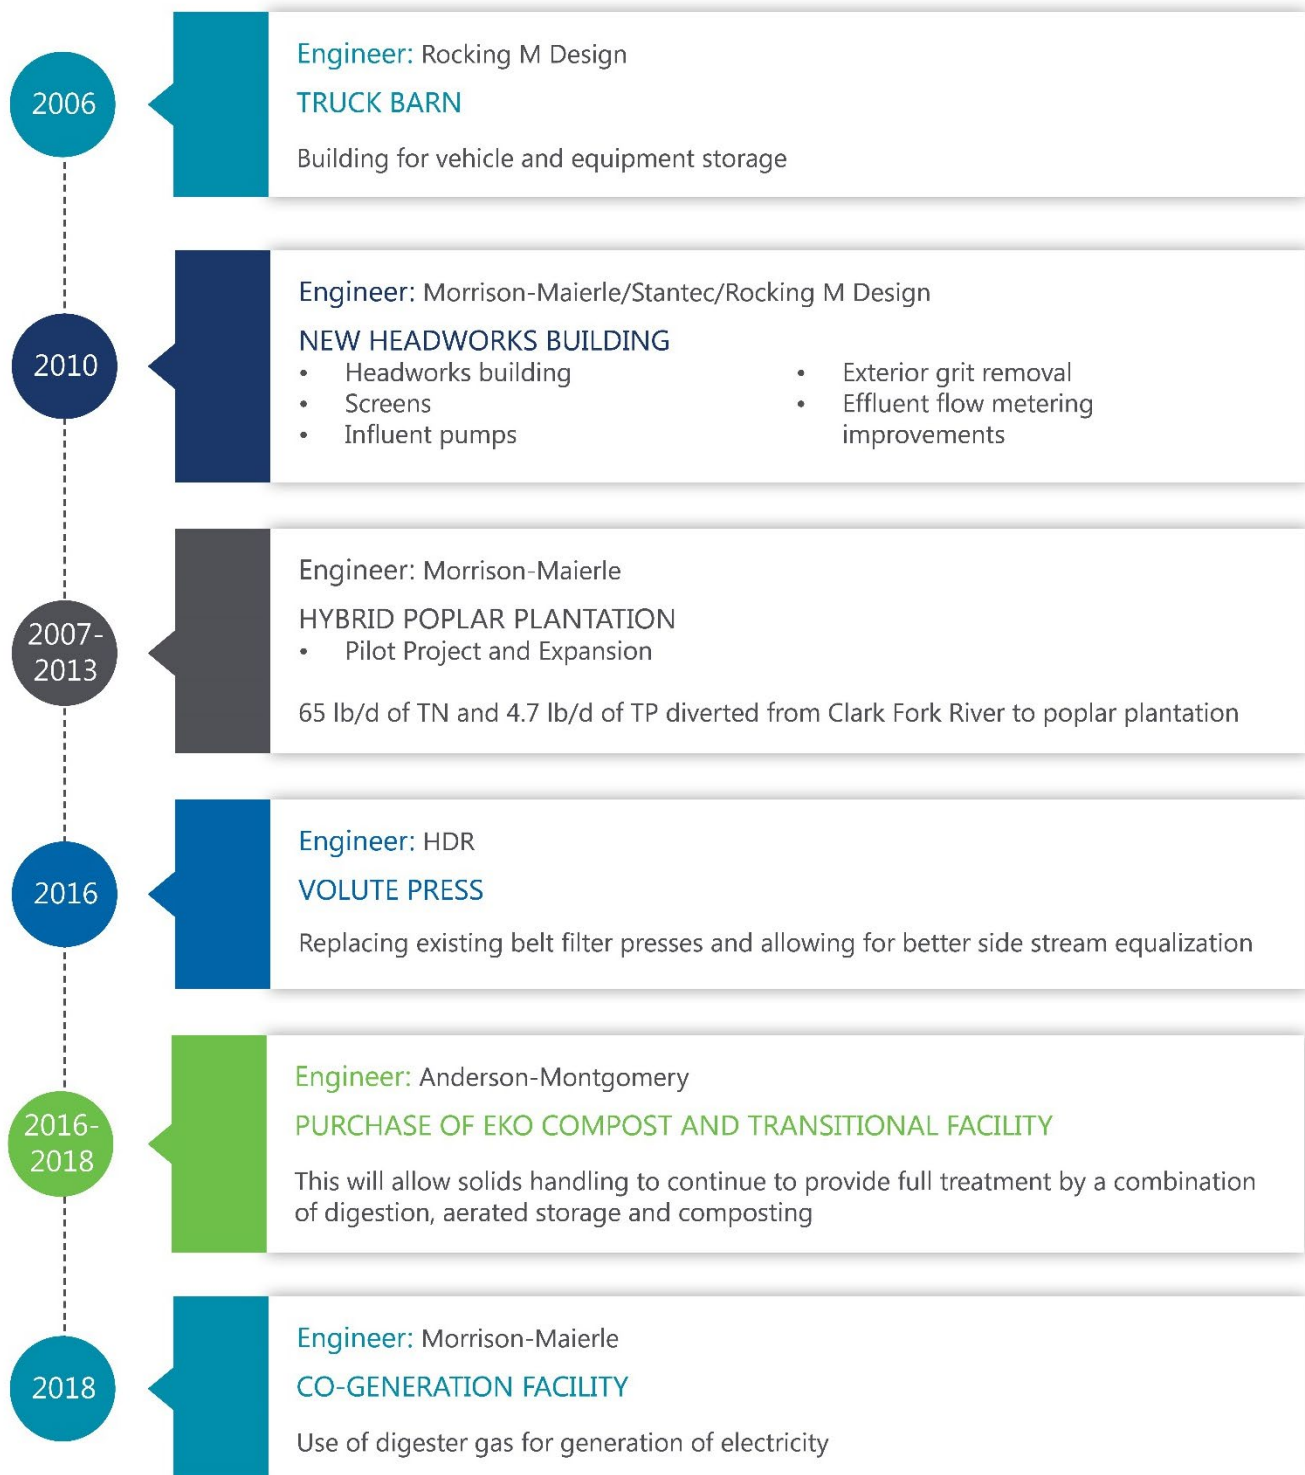 2006
Engineer: Rocking M Design
TRUCK BARN
Building for vehicle and equipment storage
2010
Engineer: Morrison-Maierle/Stantec/Rocking M Design
NEW HEADWORKS BUILDING
• Headworks building
• Screens
• Influent pumps
• Exterior grit removal
• Effluent flow metering
improvements
2007-
2013
Engineer: Morrison-Maierle
HYBRID POPLAR PLANTATION
• Pilot Project and Expansion
65 lb/d of TN and 4.7 lb/d of TP diverted from Clark Fork River to poplar plantation
2016
Engineer: HDR
VOLUTE PRESS
Replacing existing belt filter presses and allowing for better side stream equalization
2016-
2018
Engineer: Anderson-Montgomery
PURCHASE OF EKO COMPOST AND TRANSITIONAL FACILITY
This will allow solids handling to continue to provide full treatment by a combination
of digestion, aerated storage and composting
2018
Engineer: Morrison-Maierle
CO-GENERATION FACILITY
Use of digester gas for generation of electricity